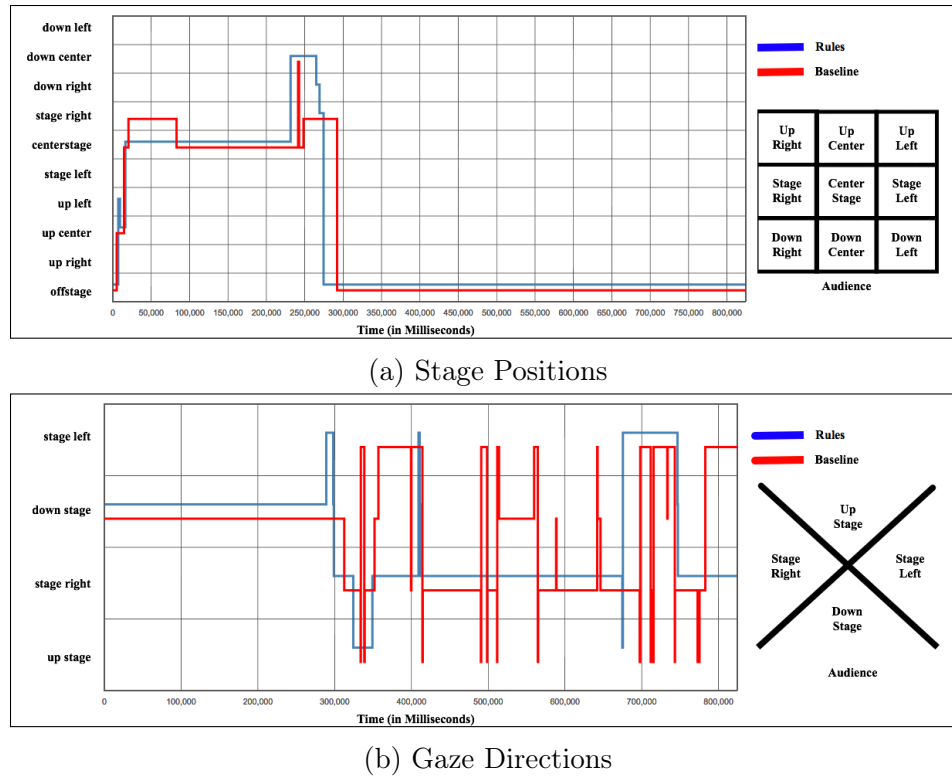 down left
down center
down right
stage right
centerstage
stage left
up left
up center
up right
offstage
0 50,000 100,000 150,000 200,000 250,000 300,000 350,000 400,000 450,000 500,000 550,000 600,000 650,000 700,000 750,000 800,000
Time (in Milliseconds)
Rules
Baseline
Up Up Up
Right Center Left
Stage Center Stage
Right Stage Left
Down Down Down
Right Center Left
Audience
(a) Stage Positions
stage left
down stage
stage right
up stage
0 100,000 200,000 300,000 400,000 500,000 600,000 700,000 800,000
Time (in Milliseconds)
Rules
Baseline
Up
Stage
Stage Stage
Right Left
Down
Stage
Audience
(b) Gaze Directions